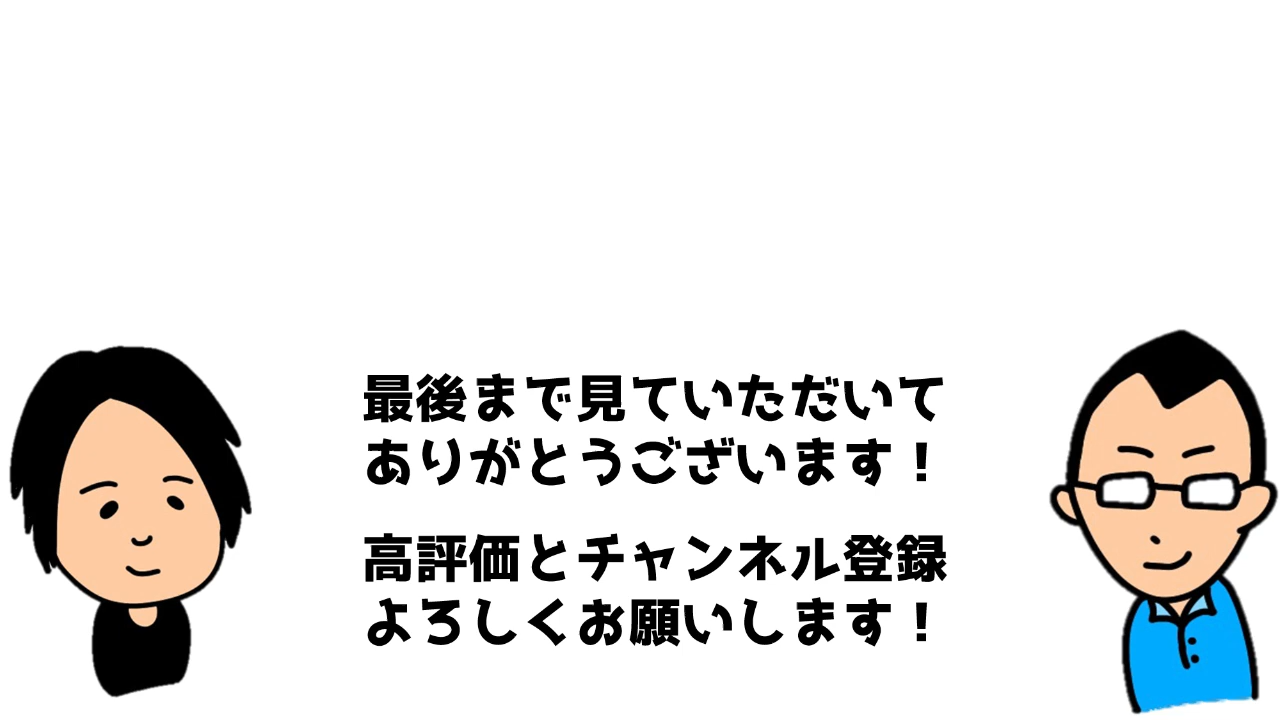 最後まで見ていただいて
ありがとうございます！
高評価とチャンネル登録
よろしくお願いします！